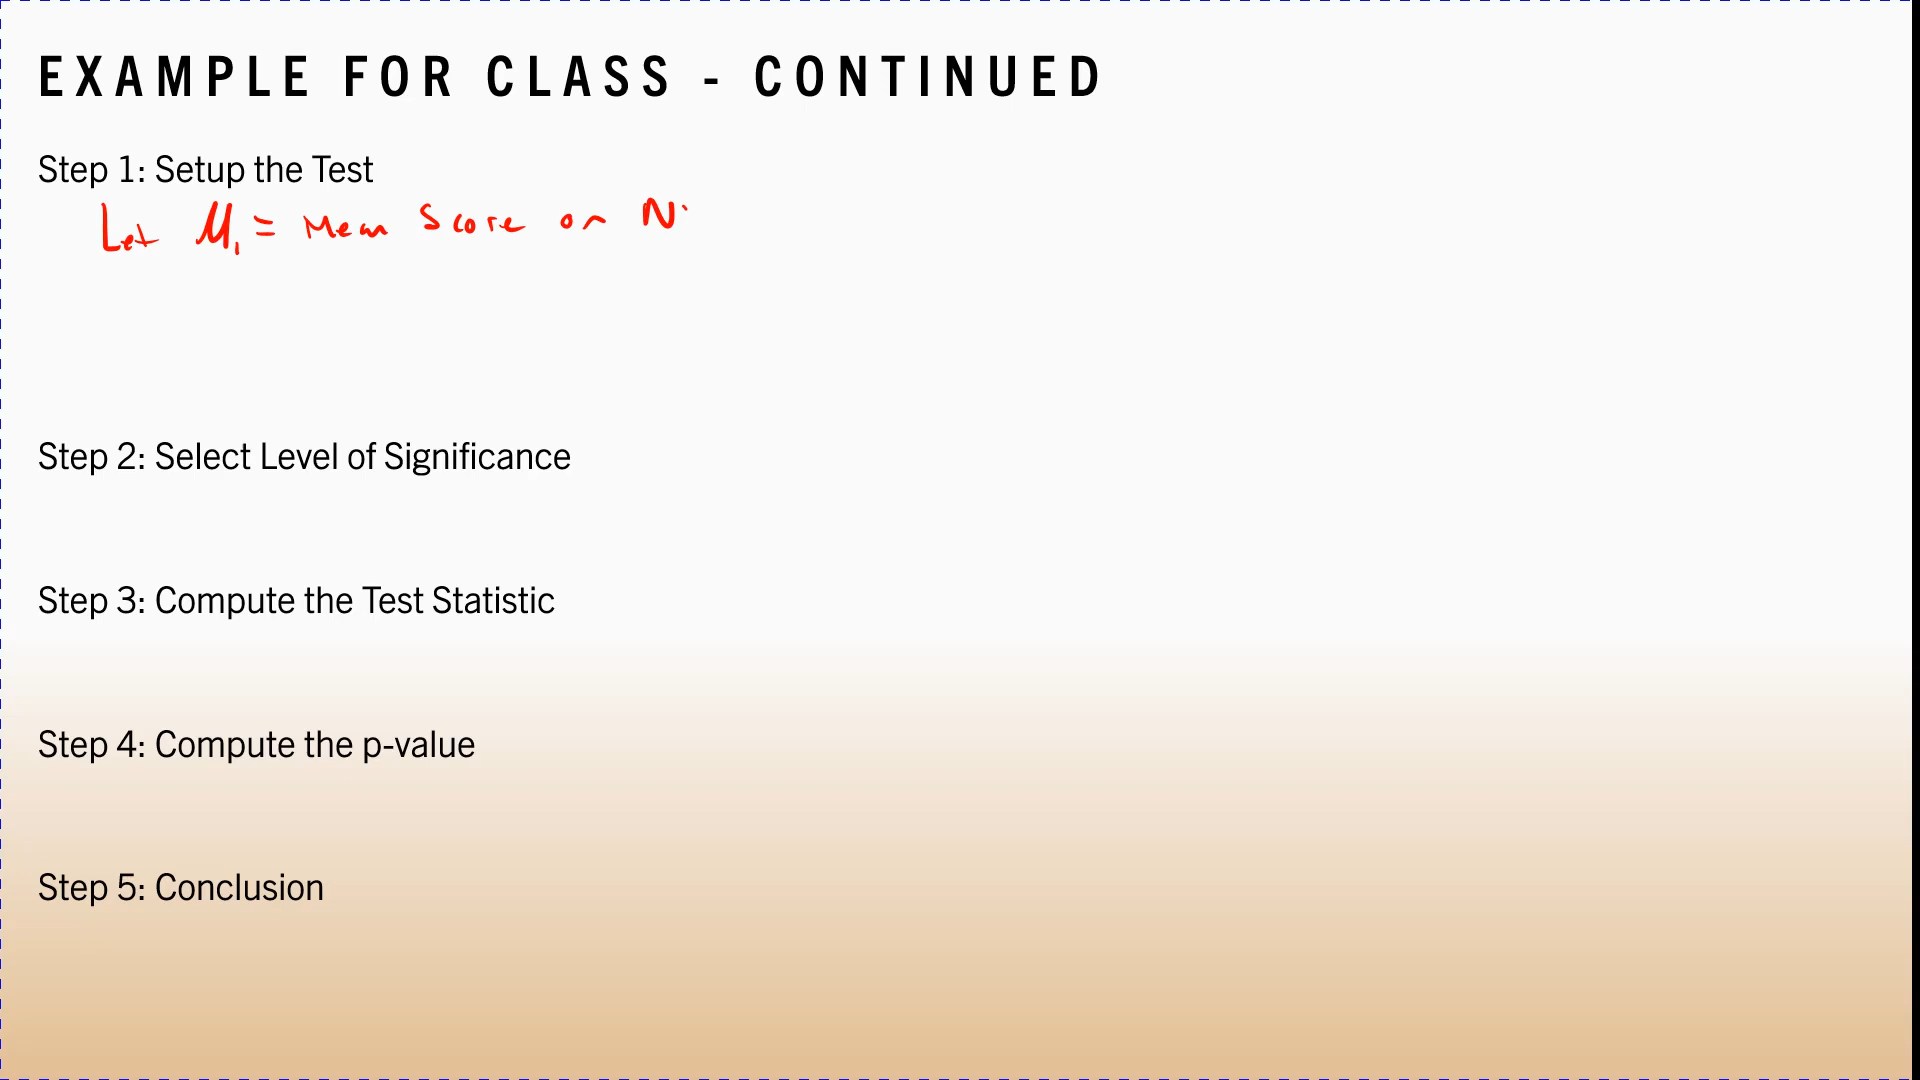 EXAMPLE FOR CLASS - CONTINUED
Step 1: Setup the Test
Let μ₁ = Mean Score on N
Step 2: Select Level of Significance
Step 3: Compute the Test Statistic
Step 4: Compute the p-value
Step 5: Conclusion